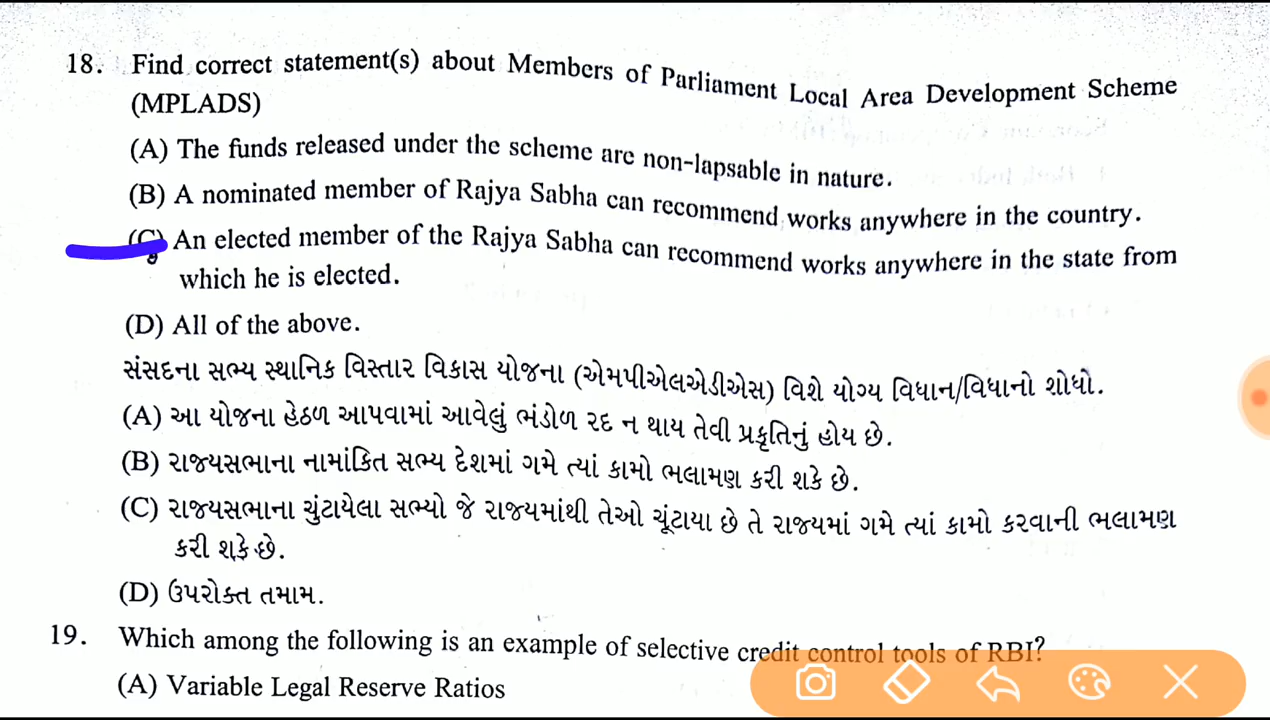 18. Find correct statement(s) about Members of Parliament Local Area Development Scheme
(MPLADS)
(A) The funds released under the scheme are non-lapsable in nature.
(B) A nominated member of Rajya Sabha can recommend works anywhere in the country.
(C) An elected member of the Rajya Sabha can recommend works anywhere in the state from
which he is elected.
(D) All of the above.
સંસદના સભ્ય સ્થાનિક વિસ્તાર વિકાસ યોજના (એમપીએલએડીએસ) વિશે યોગ્ય વિધાન/વિધાનો શોધો.
(A) આ યોજના હેઠળ આપવામાં આવેલું ભંડોળ રદ ન થાય તેવી પ્રકૃતિનું હોય છે.
(B) રાજ્યસભાના નામાંકિત સભ્ય દેશમાં ગમે ત્યાં કામો ભલામણ કરી શકે છે.
(C) રાજ્યસભાના ચુંટાયેલા સભ્યો જે રાજ્યમાંથી તેઓ ચૂંટાયા છે તે રાજ્યમાં ગમે ત્યાં કામો કરવાની ભલામણ
કરી શકે છે.
(D) ઉપરોક્ત તમામ.
19. Which among the following is an example of selective credit control tools of RBI?
(A) Variable Legal Reserve Ratios